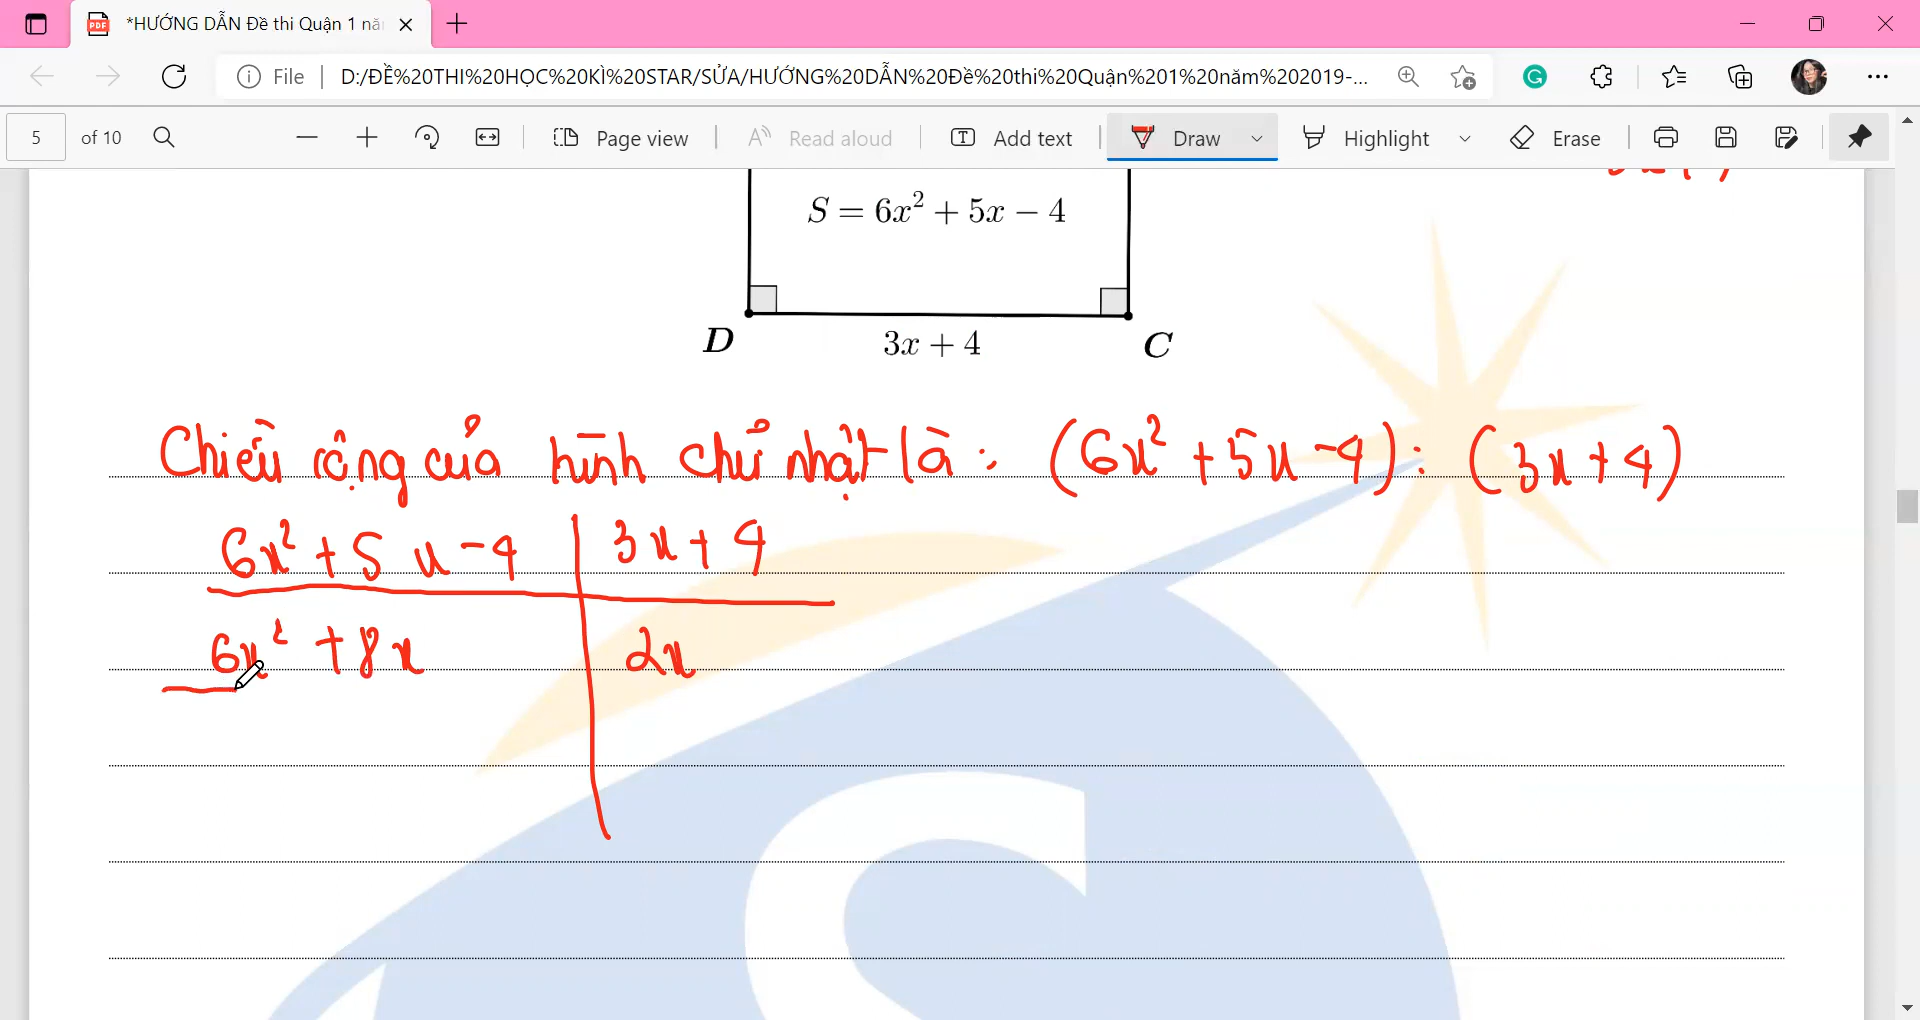 *HƯỚNG DẪN Đề thi Quận 1 nă
File D:/ĐỀ%20THI%20HỌC%20KÌ%20STAR/SỬA/HƯỚNG%20DẪN%20Đề%20thi%20Quận%201%20năm%202019-...
5 of 10 Page view Read aloud Add text Draw Highlight Erase
S = 6x² + 5x − 4
D 3x + 4 C
Chiều rộng của hình chữ nhật là : (6x² + 5x - 4) : (3x + 4)
6x² + 5x - 4 3x + 4
6x² + 8x 2x